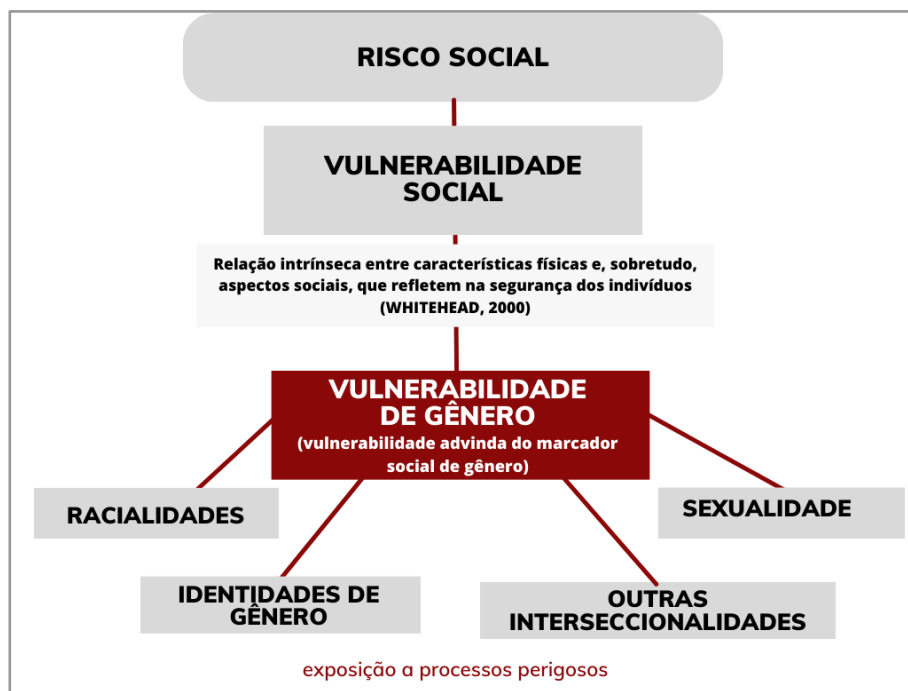 RISCO SOCIAL
VULNERABILIDADE
SOCIAL
Relação intrínseca entre características físicas e, sobretudo,
aspectos sociais, que refletem na segurança dos indivíduos
(WHITEHEAD, 2000)
VULNERABILIDADE
DE GÊNERO
(vulnerabilidade advinda do marcador
social de gênero)
RACIALIDADES
SEXUALIDADE
IDENTIDADES DE
GÊNERO
OUTRAS
INTERSECCIONALIDADES
exposição a processos perigosos